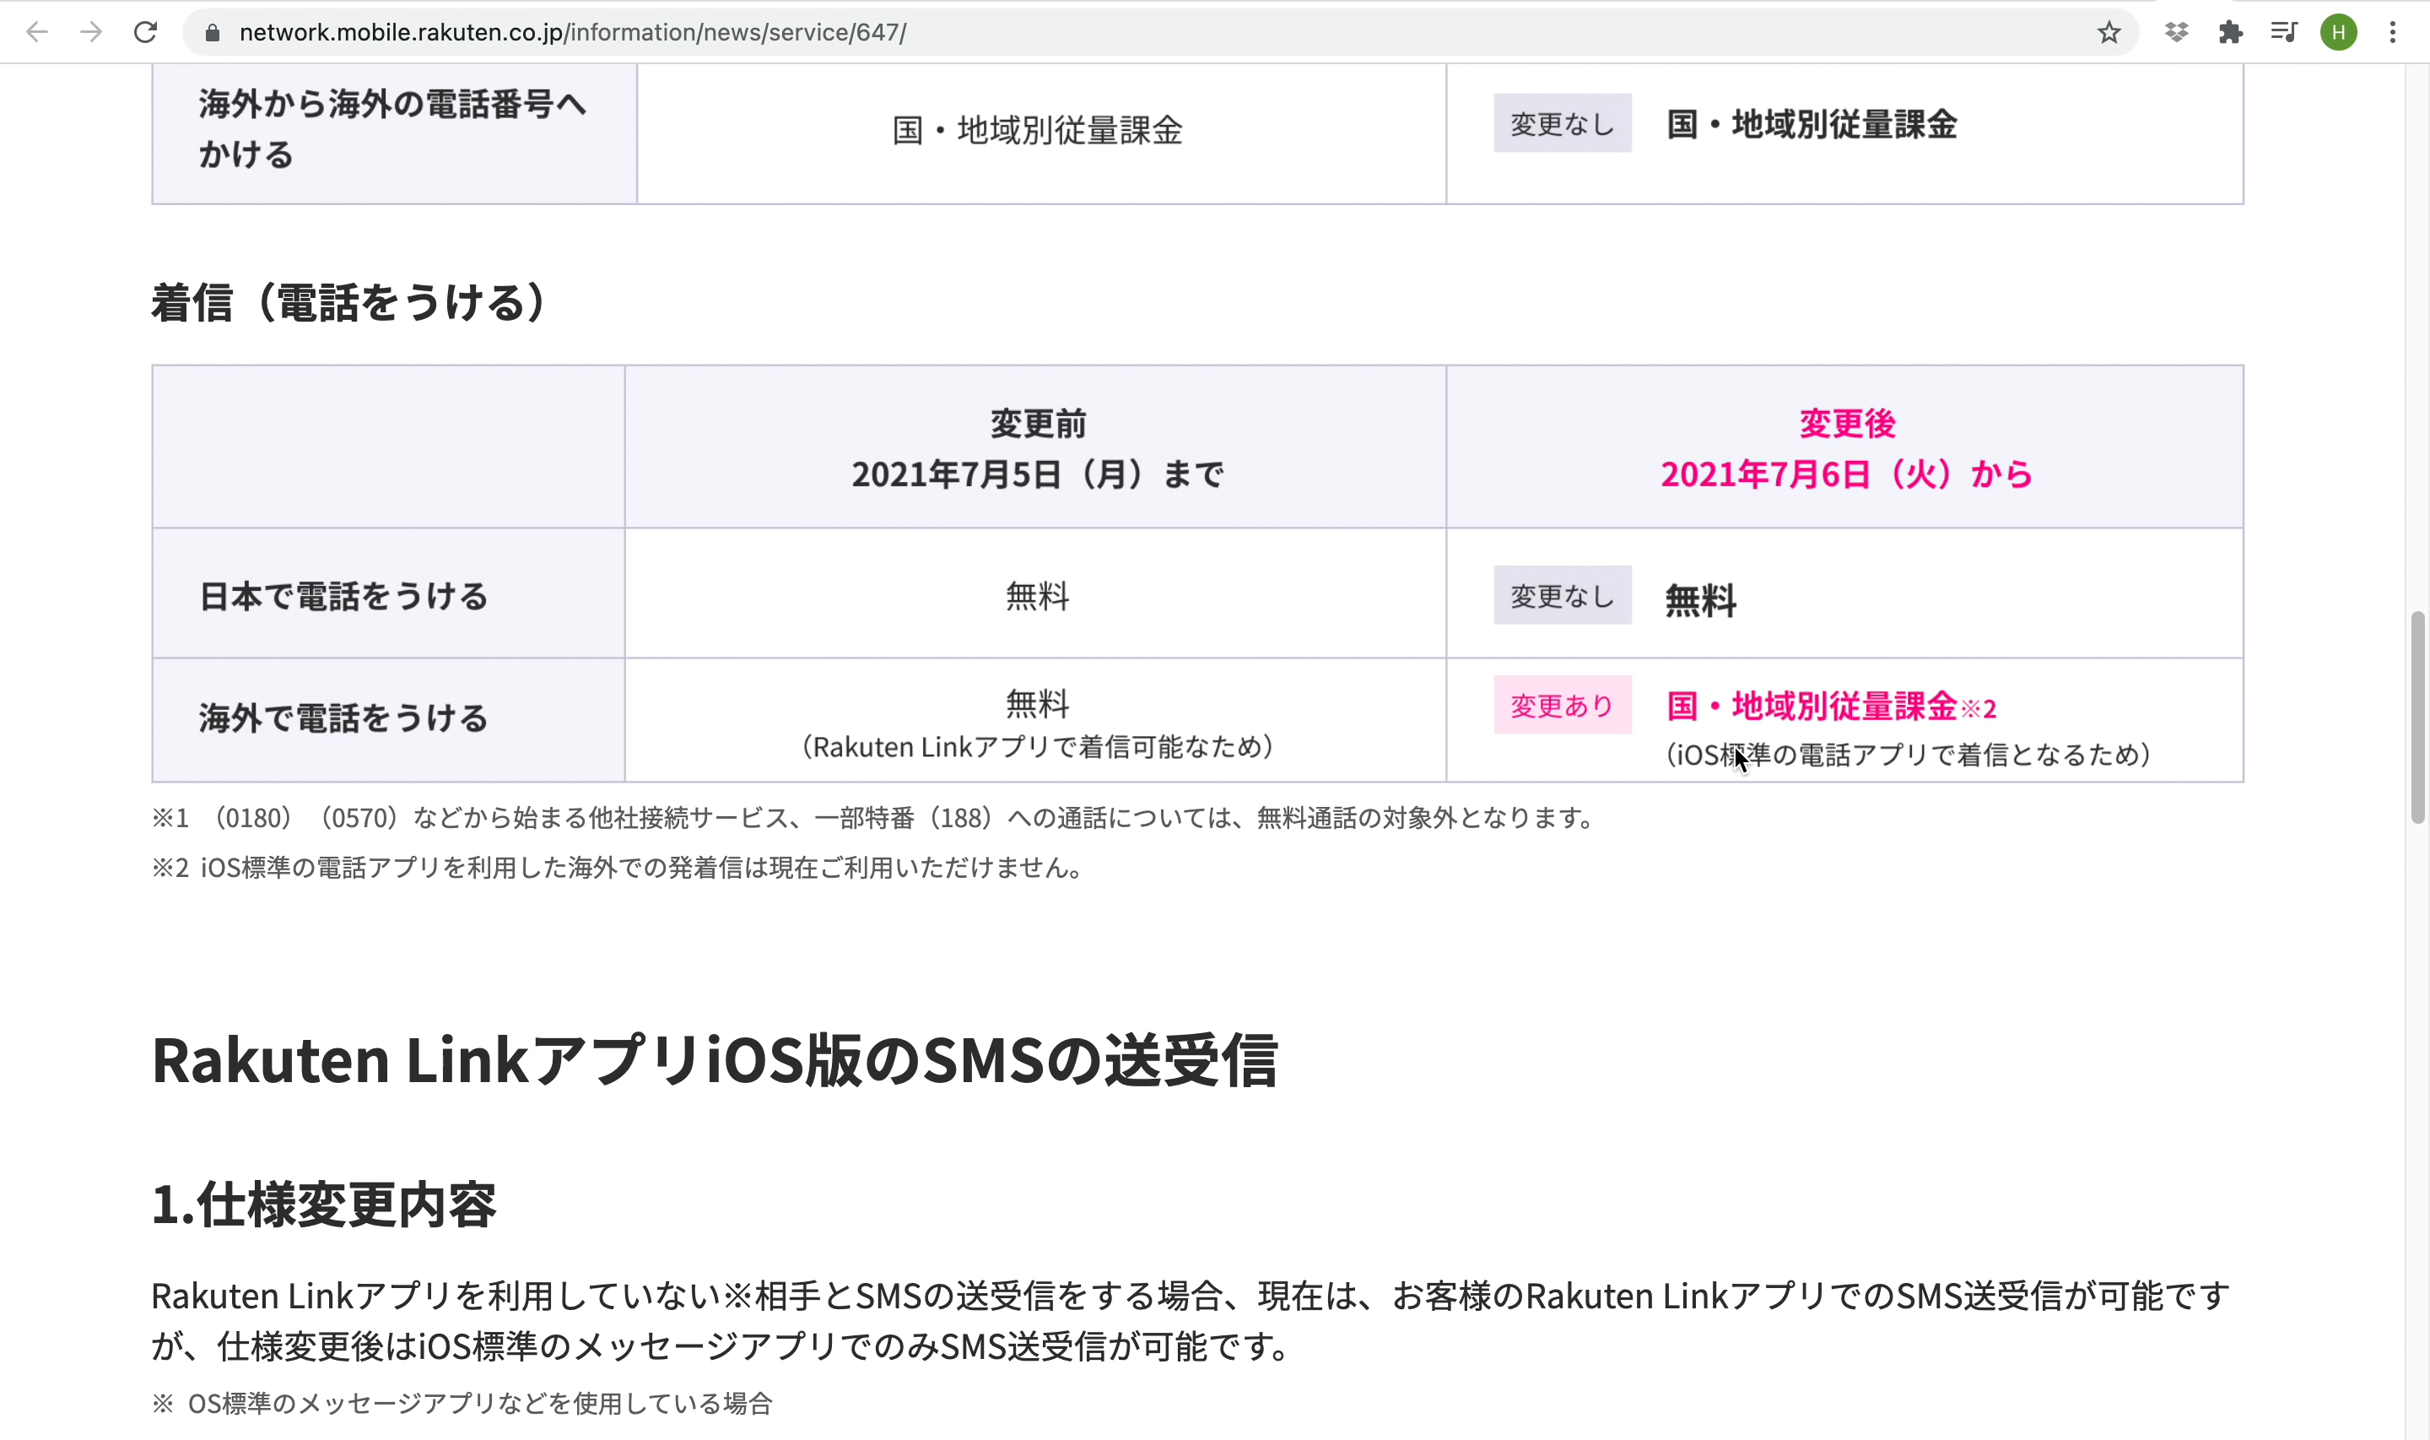 network.mobile.rakuten.co.jp/information/news/service/647/
H
海外から海外の電話番号へ
かける
国・地域別従量課金
変更なし 国・地域別従量課金
着信（電話をうける）
変更前
2021年7月5日（月）まで
変更後
2021年7月6日（火）から
日本で電話をうける
無料
変更なし 無料
海外で電話をうける
無料
（Rakuten Linkアプリで着信可能なため）
変更あり 国・地域別従量課金※2
（iOS標準の電話アプリで着信となるため）
※1 （0180）（0570）などから始まる他社接続サービス、一部特番（188）への通話については、無料通話の対象外となります。
※2 iOS標準の電話アプリを利用した海外での発着信は現在ご利用いただけません。
Rakuten LinkアプリiOS版のSMSの送受信
1.仕様変更内容
Rakuten Linkアプリを利用していない※相手とSMSの送受信をする場合、現在は、お客様のRakuten LinkアプリでのSMS送受信が可能です
が、仕様変更後はiOS標準のメッセージアプリでのみSMS送受信が可能です。
※ OS標準のメッセージアプリなどを使用している場合